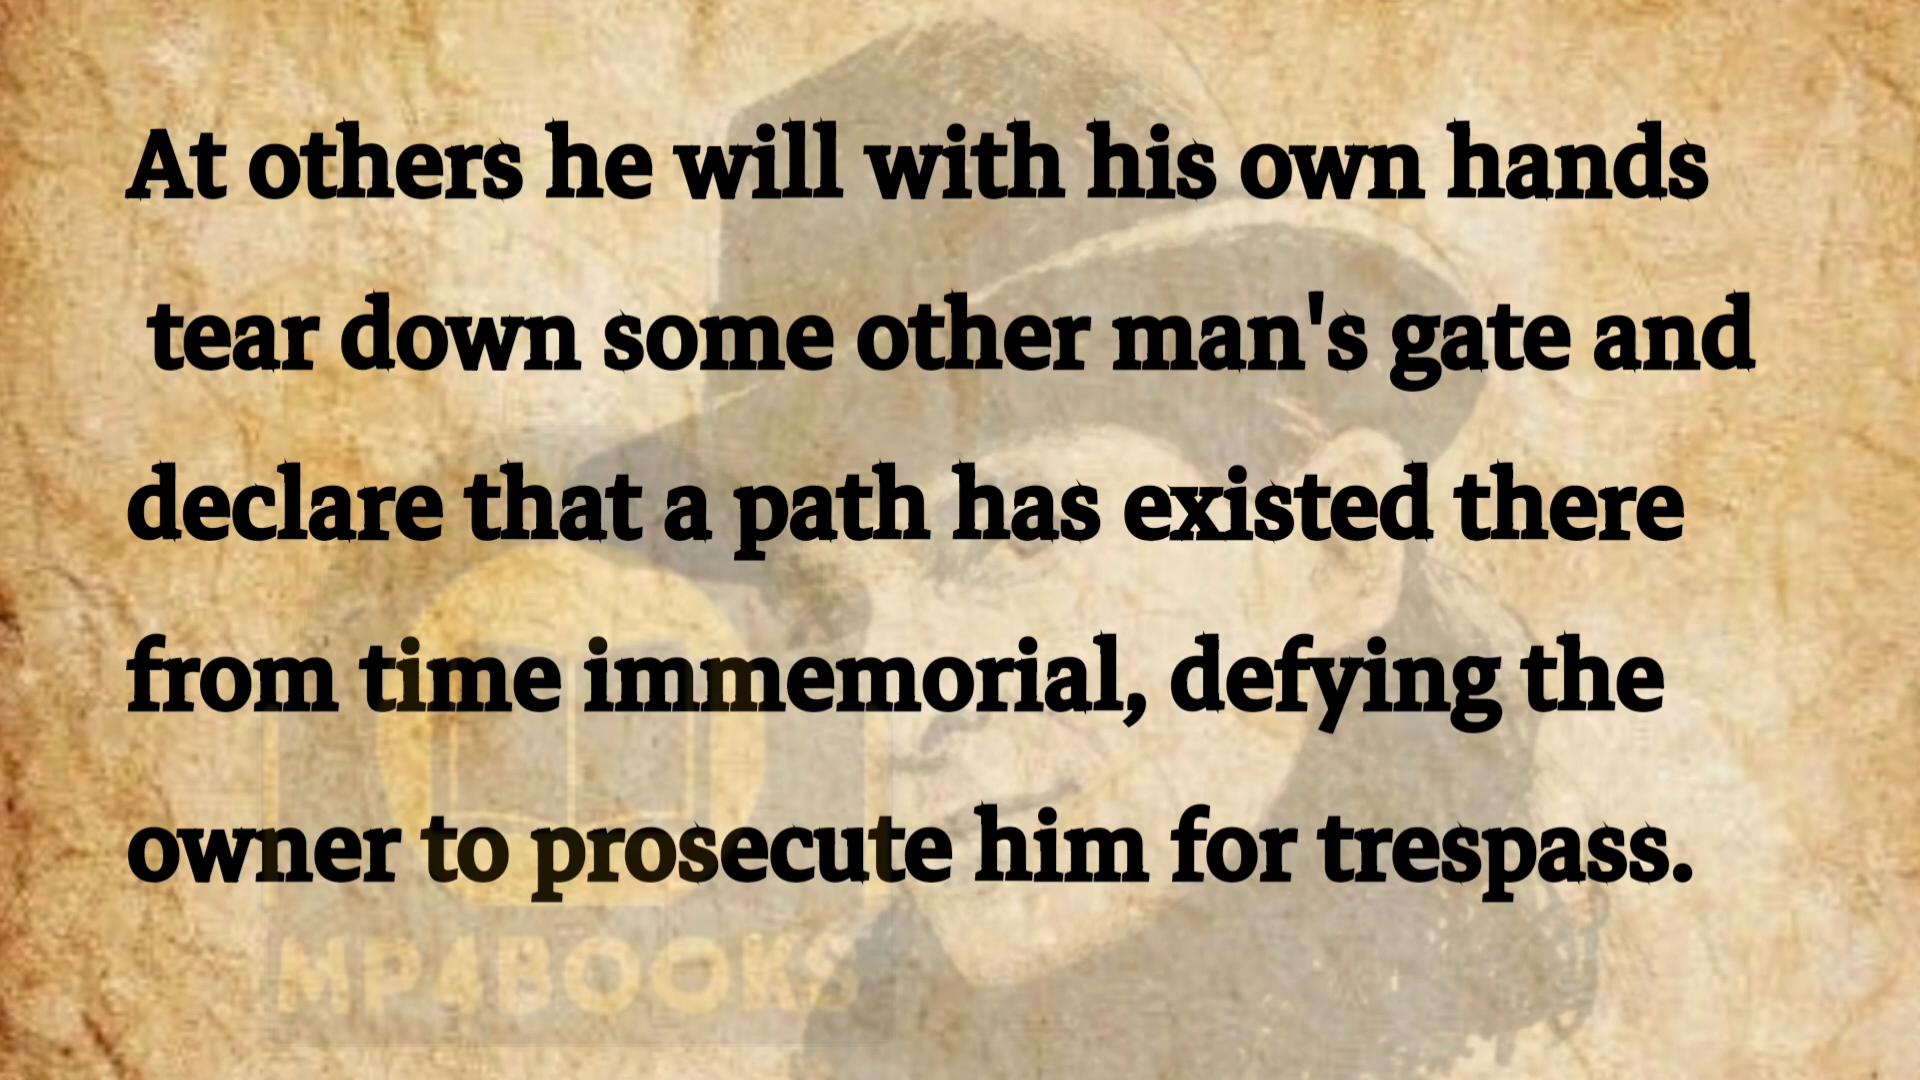 At others he will with his own hands
tear down some other man's gate and
declare that a path has existed there
from time immemorial, defying the
owner to prosecute him for trespass.
MP4BOOKS